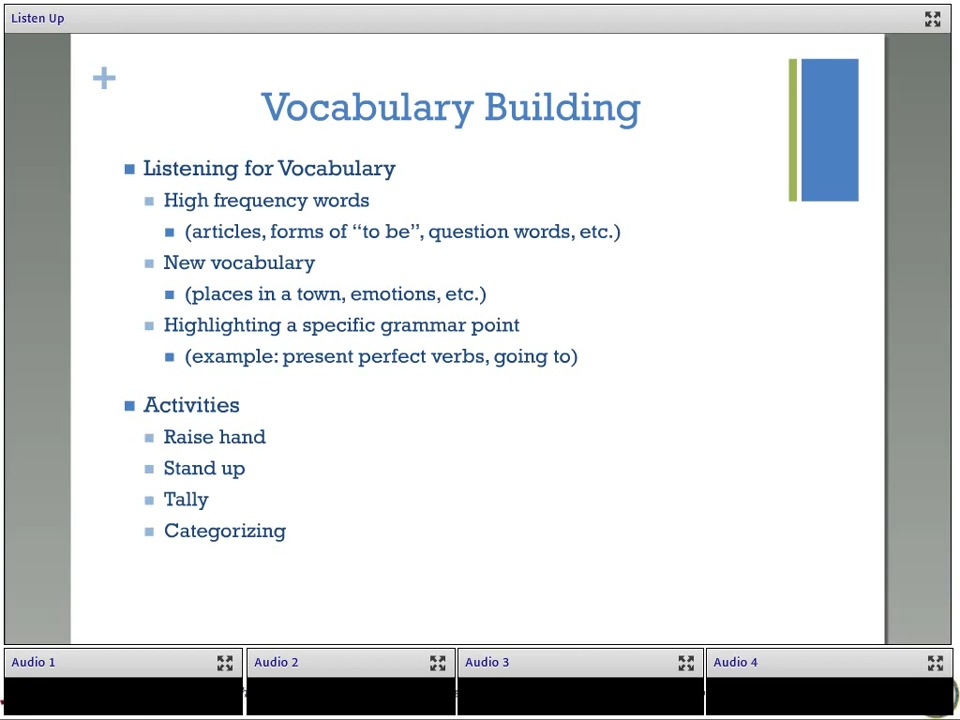 Listen Up
+
Vocabulary Building
Listening for Vocabulary
High frequency words
(articles, forms of “to be”, question words, etc.)
New vocabulary
(places in a town, emotions, etc.)
Highlighting a specific grammar point
(example: present perfect verbs, going to)
Activities
Raise hand
Stand up
Tally
Categorizing
Audio 1
Audio 2
Audio 3
Audio 4